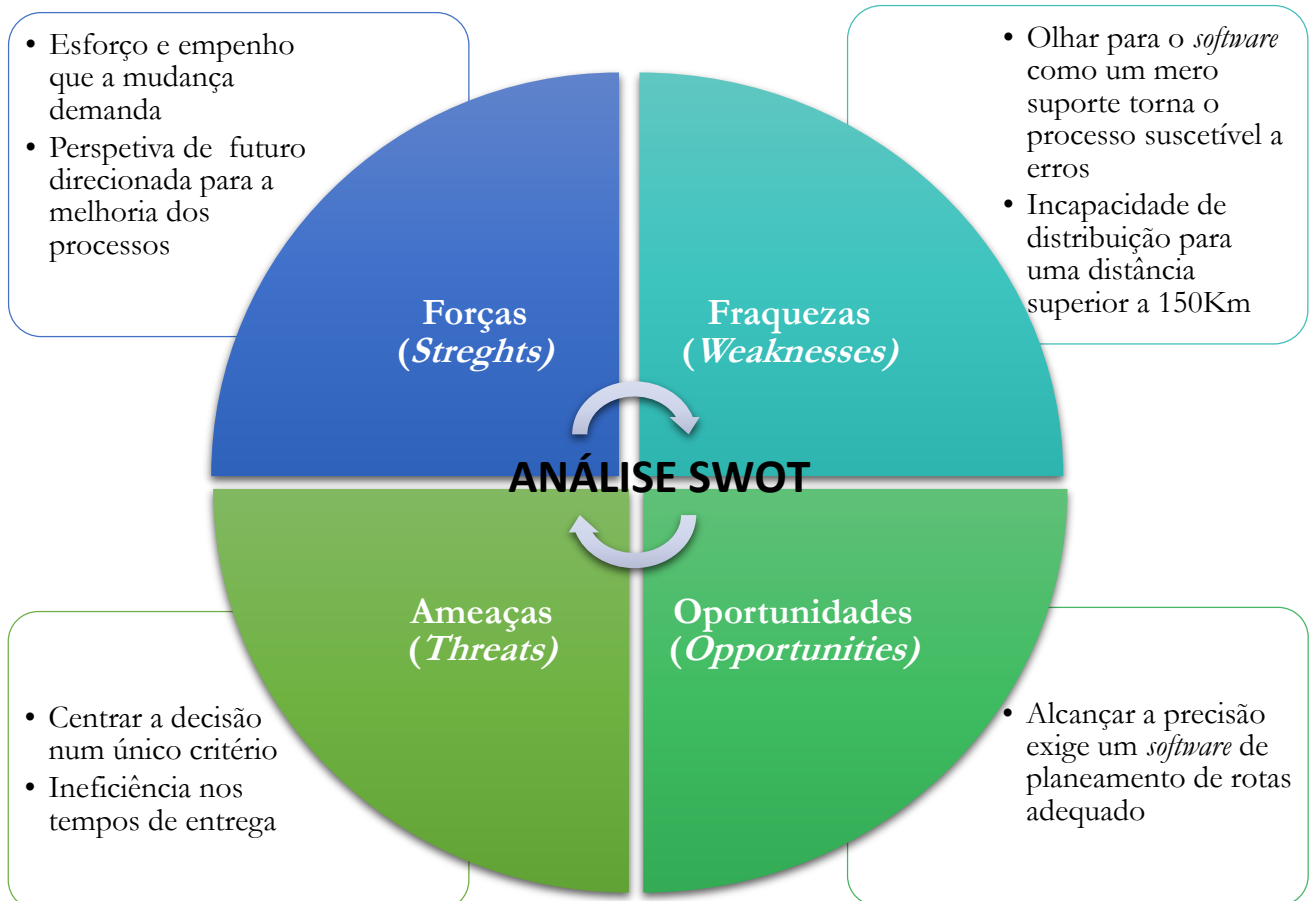 • Esforço e empenho
que a mudança
demanda
• Perspetiva de futuro
direcionada para a
melhoria dos
processos
• Olhar para o software
como um mero
suporte torna o
processo suscetível a
erros
• Incapacidade de
distribuição para
uma distância
superior a 150Km
Forças
(Streghts)
Fraquezas
(Weaknesses)
ANÁLISE SWOT
Ameaças
(Threats)
Oportunidades
(Opportunities)
• Centrar a decisão
num único critério
• Ineficiência nos
tempos de entrega
• Alcançar a precisão
exige um software de
planeamento de rotas
adequado